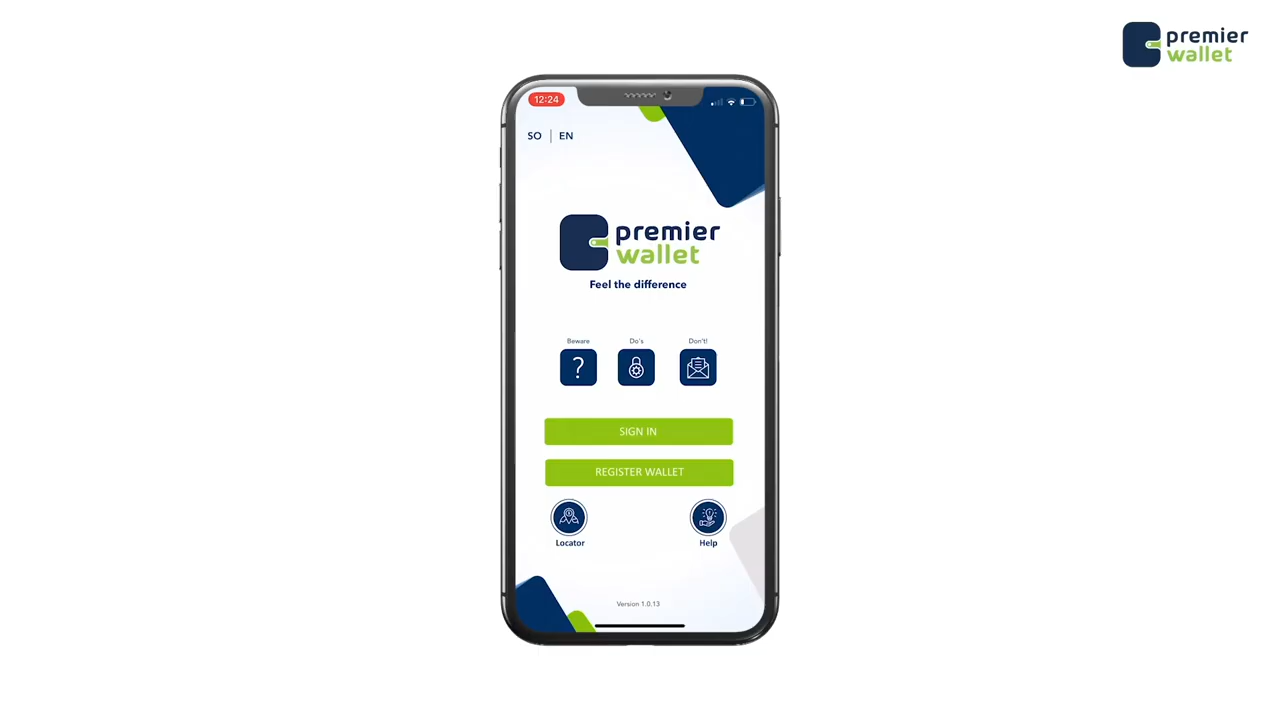 premier
wallet
12:24
SO | EN
premier
wallet
Feel the difference
Beware
Do's
Don't!
SIGN IN
REGISTER WALLET
Locator
Help
Version 1.0.13